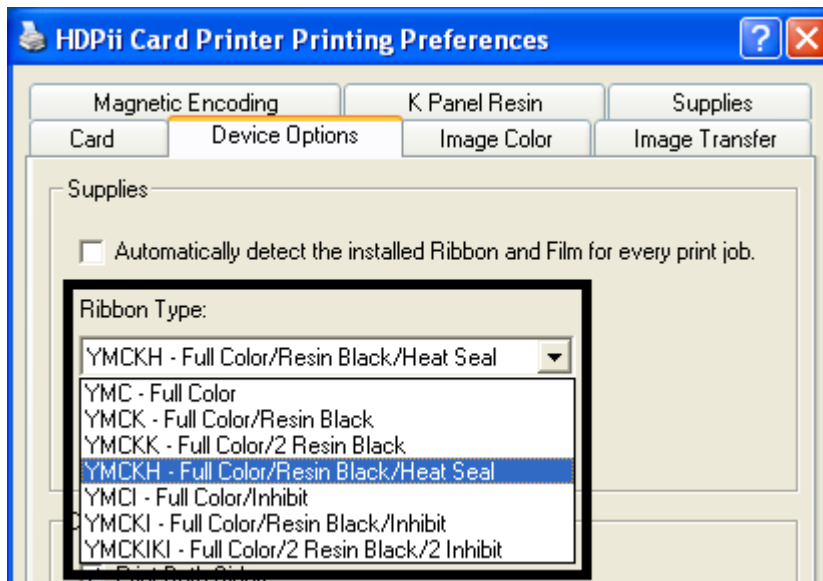 HDPii Card Printer Printing Preferences
Magnetic Encoding K Panel Resin Supplies
Card Device Options Image Color Image Transfer
Supplies
Automatically detect the installed Ribbon and Film for every print job.
Ribbon Type:
YMCKH - Full Color/Resin Black/Heat Seal
YMC - Full Color
YMCK - Full Color/Resin Black
YMCKK - Full Color/2 Resin Black
YMCKH - Full Color/Resin Black/Heat Seal
YMCI - Full Color/Inhibit
YMCKI - Full Color/Resin Black/Inhibit
YMCKIKI - Full Color/2 Resin Black/2 Inhibit